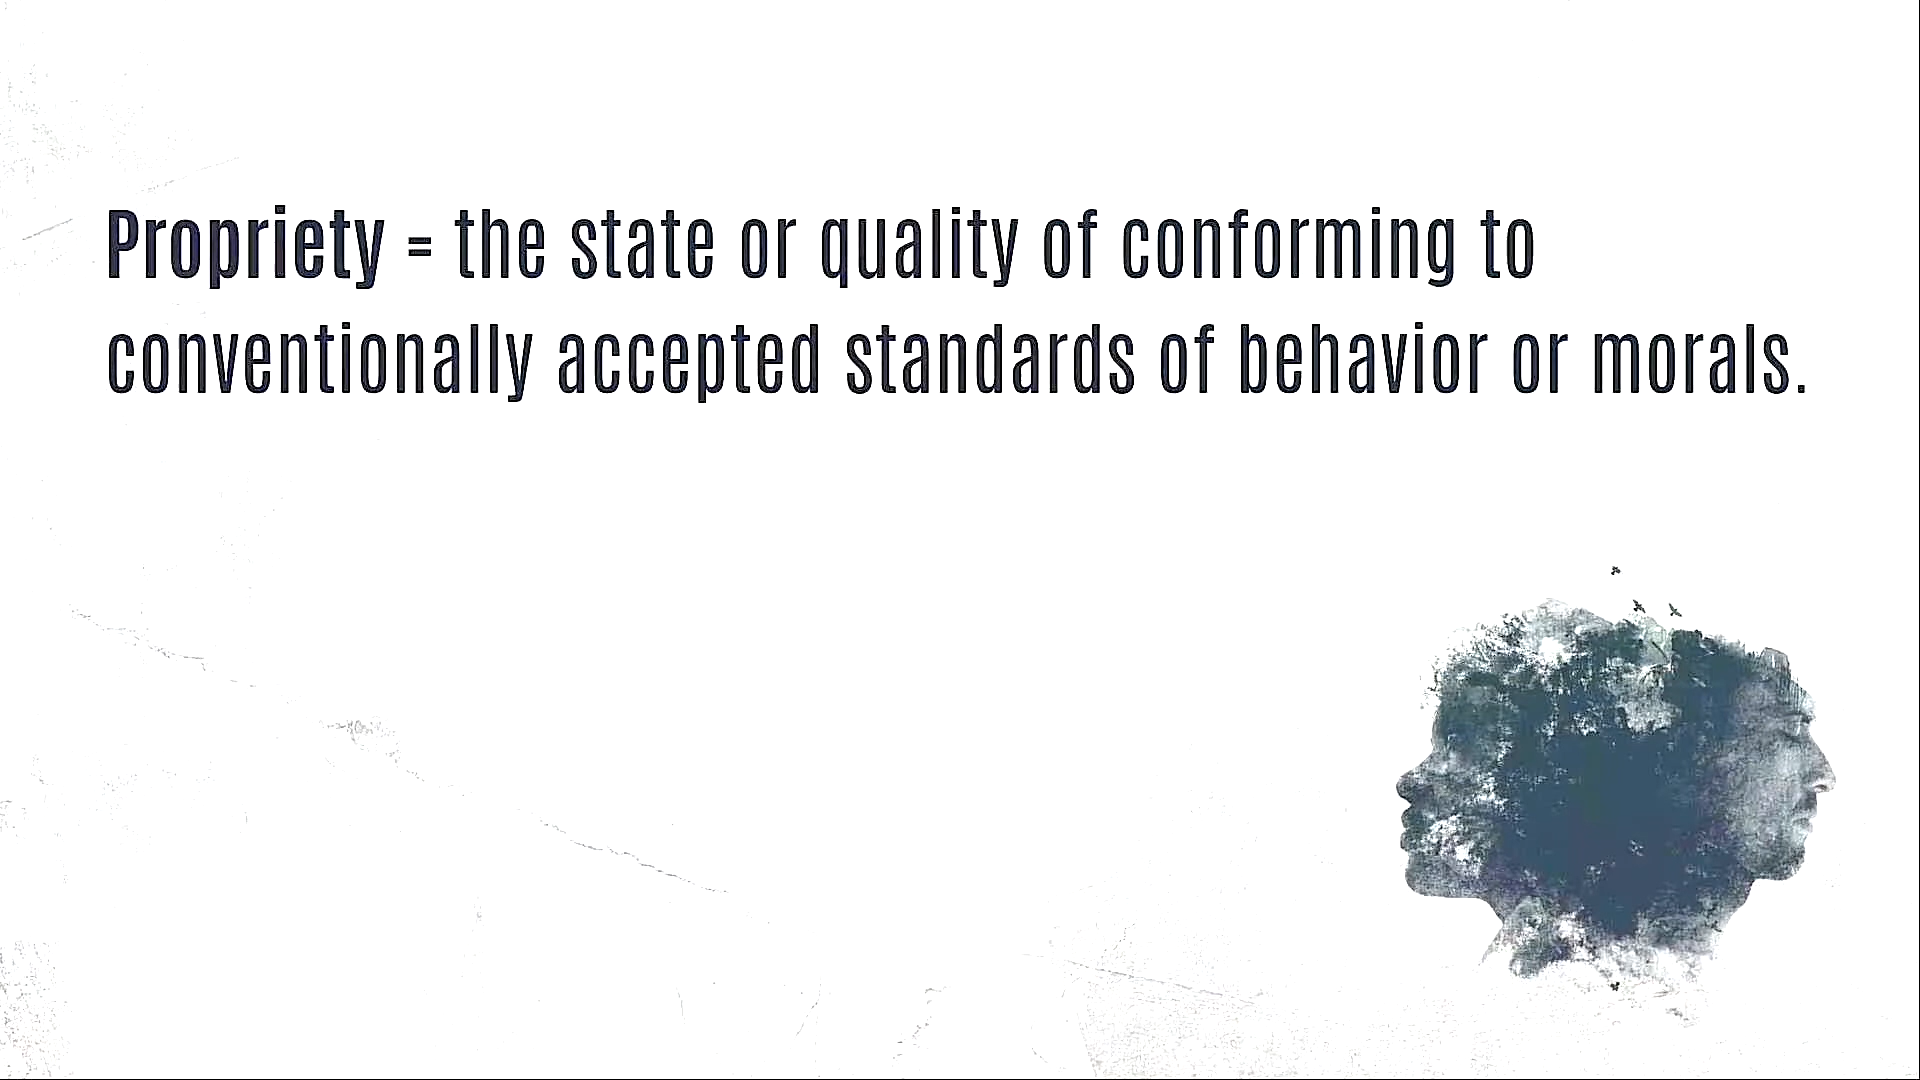 Propriety = the state or quality of conforming to
conventionally accepted standards of behavior or morals.